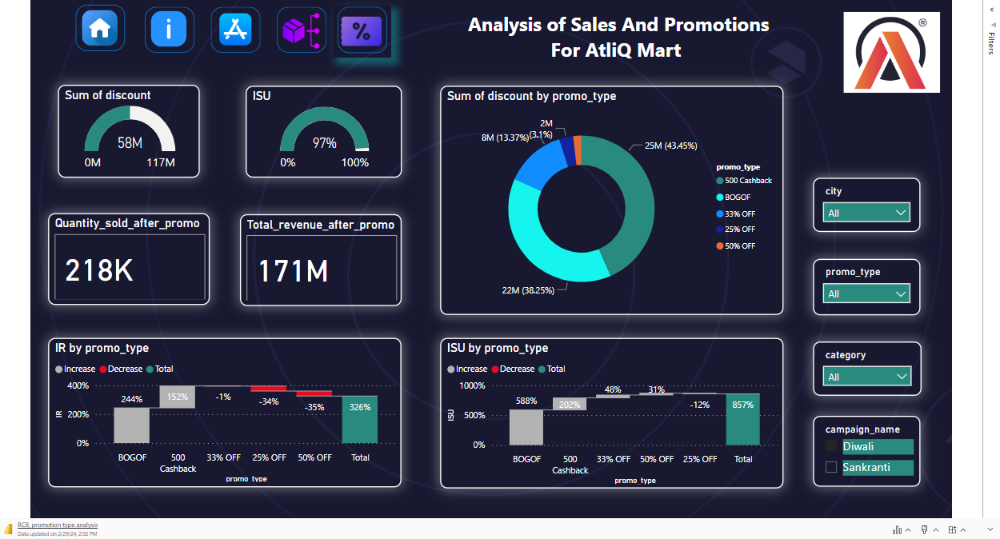 Analysis of Sales And Promotions
For AtliQ Mart
i
%
®
«
Filters
Sum of discount
58M
0M
117M
ISU
97%
0%
100%
Sum of discount by promo_type
2M
(3.1%)
8M (13.37%)
25M (43.45%)
22M (38.25%)
promo_type
500 Cashback
BOGOF
33% OFF
25% OFF
50% OFF
city
All
promo_type
All
category
All
campaign_name
Diwali
Sankranti
Quantity_sold_after_promo
218K
Total_revenue_after_promo
171M
IR by promo_type
Increase Decrease Total
400%
200%
0%
IR
244%
152%
-1%
-34%
-35%
326%
BOGOF
500
Cashback
33% OFF
25% OFF
50% OFF
Total
promo_type
ISU by promo_type
Increase Decrease Total
1000%
500%
0%
ISU
588%
202%
48%
31%
-12%
857%
BOGOF
500
Cashback
33% OFF
50% OFF
25% OFF
Total
promo_type
RC9, promotion type analysis
Data updated on 2/29/24, 2:02 PM